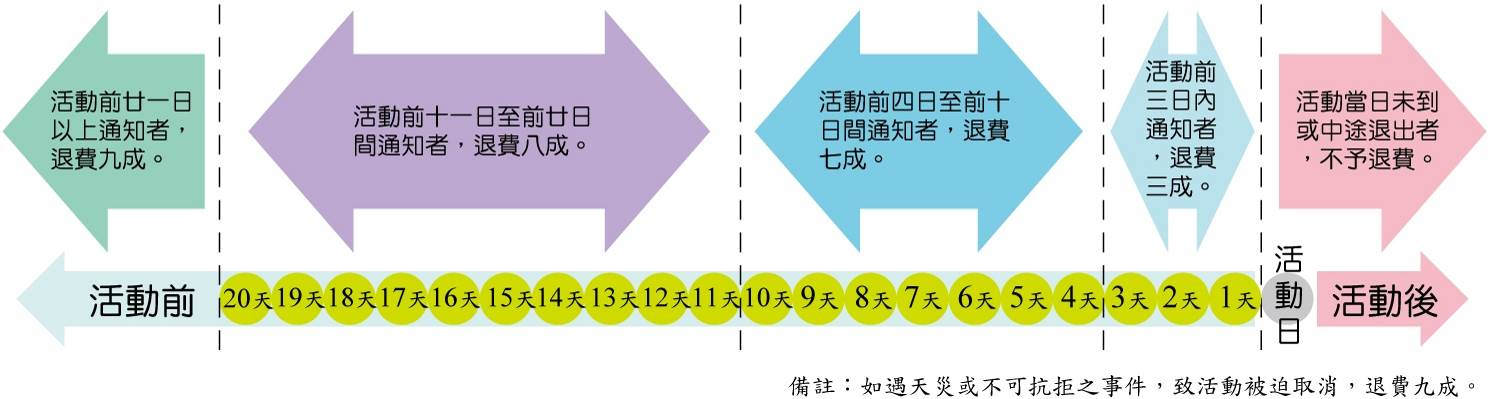 活動前廿一日
以上通知者，
退費九成。
活動前十一日至前廿日
間通知者，退費八成。
活動前四日至前十
日間通知者，退費
七成。
活動前
三日內
通知者
，退費
三成。
活動當日未到
或中途退出者
，不予退費。
活動前
20天
19天
18天
17天
16天
15天
14天
13天
12天
11天
10天
9天
8天
7天
6天
5天
4天
3天
2天
1天
活動日
活動後
備註：如遇天災或不可抗拒之事件，致活動被迫取消，退費九成。